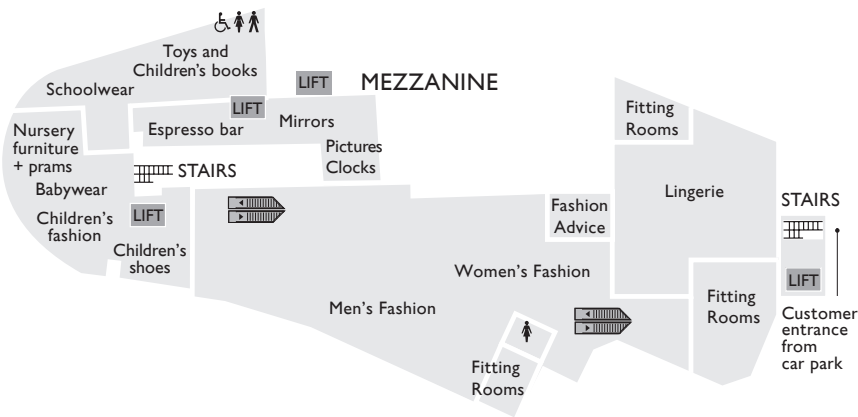 Toys and
Children's books
Schoolwear
LIFT
MEZZANINE
LIFT
Espresso bar
Mirrors
Pictures
Clocks
Nursery
furniture
+ prams
STAIRS
Babywear
LIFT
Children's
fashion
Children's
shoes
Men's Fashion
Women's Fashion
Fashion
Advice
Fitting
Rooms
Fitting
Rooms
Lingerie
Fitting
Rooms
STAIRS
LIFT
Customer
entrance
from
car park